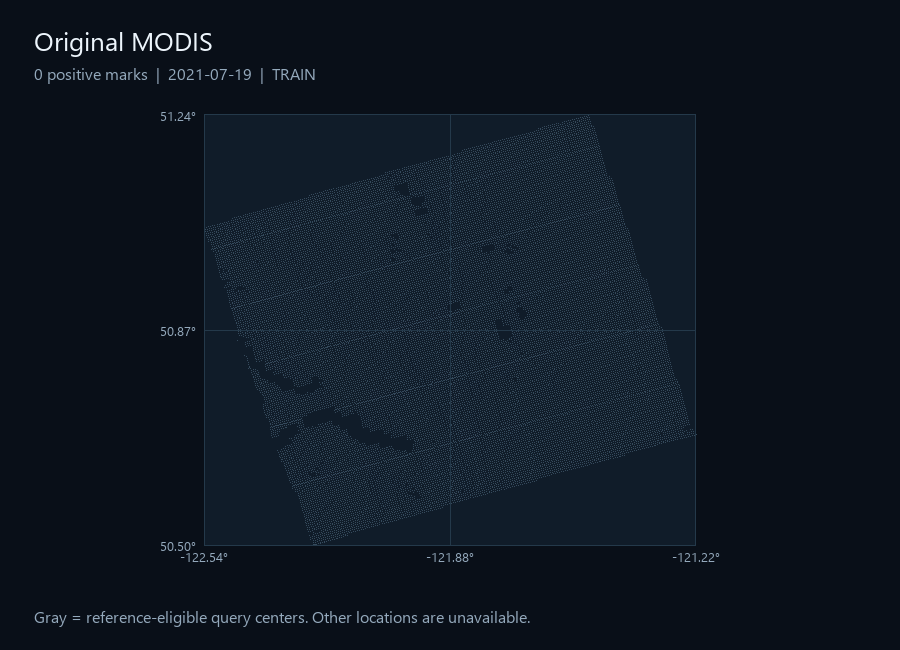 Original MODIS
0 positive marks | 2021-07-19 | TRAIN
51.24°
50.87°
50.50°
-122.54°
-121.88°
-121.22°
Gray = reference-eligible query centers. Other locations are unavailable.